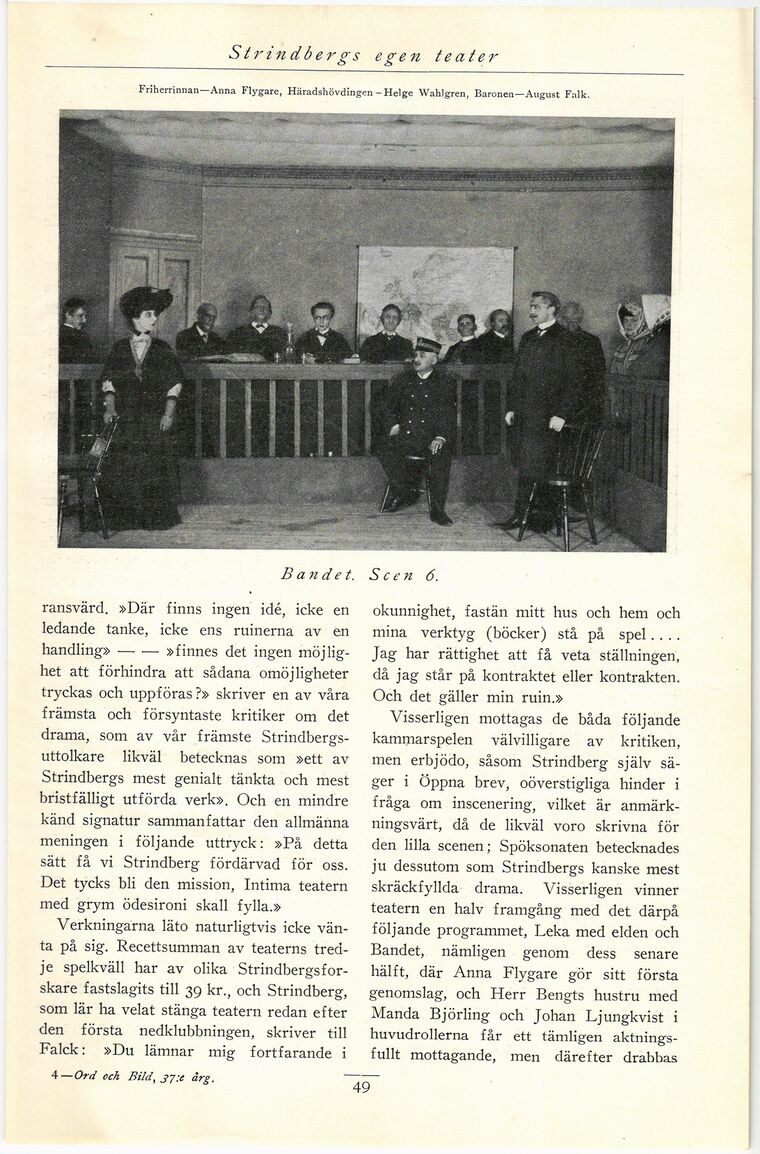 Strindbergs egen teater
Friherrinnan—Anna Flygare, Häradshövdingen - Helge Wahlgren, Baronen—August Falk.
Bandet. Scen 6.
ransvärd. »Där finns ingen idé, icke en
ledande tanke, icke ens ruinerna av en
handling» — — »finnes det ingen möjlig-
het att förhindra att sådana omöjligheter
tryckas och uppföras?» skriver en av våra
främsta och försyntaste kritiker om det
drama, som av vår främste Strindbergs-
uttolkare likväl betecknas som »ett av
Strindbergs mest genialt tänkta och mest
bristfälligt utförda verk». Och en mindre
känd signatur sammanfattar den allmänna
meningen i följande uttryck: »På detta
sätt få vi Strindberg fördärvad för oss.
Det tycks bli den mission, Intima teatern
med grym ödesironi skall fylla.»
Verkningarna läto naturligtvis icke vän-
ta på sig. Recettsumman av teaterns tred-
je spelkväll har av olika Strindbergsfor-
skare fastslagits till 39 kr., och Strindberg,
som lär ha velat stänga teatern redan efter
den första nedklubbningen, skriver till
Falck: »Du lämnar mig fortfarande i
okunnighet, fastän mitt hus och hem och
mina verktyg (böcker) stå på spel....
Jag har rättighet att få veta ställningen,
då jag står på kontraktet eller kontrakten.
Och det gäller min ruin.»
Visserligen mottagas de båda följande
kammarspelen välvilligare av kritiken,
men erbjödo, såsom Strindberg själv sä-
ger i Öppna brev, oöverstigliga hinder i
fråga om inscenering, vilket är anmärk-
ningsvärt, då de likväl voro skrivna för
den lilla scenen; Spöksonaten betecknades
ju dessutom som Strindbergs kanske mest
skräckfyllda drama. Visserligen vinner
teatern en halv framgång med det därpå
följande programmet, Leka med elden och
Bandet, nämligen genom dess senare
hälft, där Anna Flygare gör sitt första
genomslag, och Herr Bengts hustru med
Manda Björling och Johan Ljungkvist i
huvudrollerna får ett tämligen aktnings-
fullt mottagande, men därefter drabbas
4—Ord och Bild, 37:e årg.
49